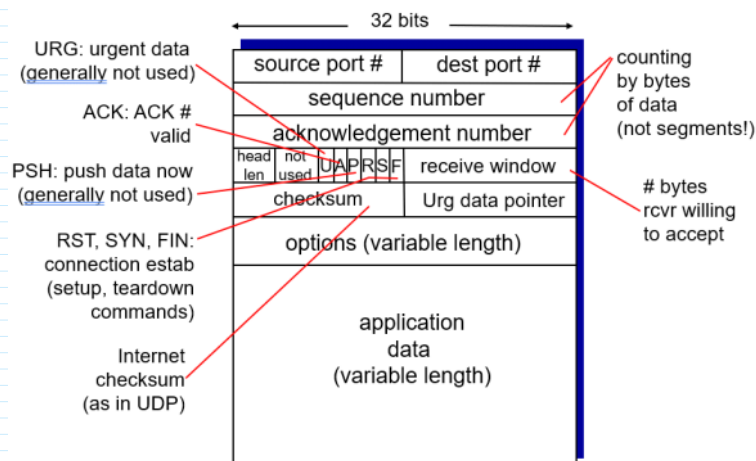 32 bits
URG: urgent data
(generally not used)
ACK: ACK #
valid
PSH: push data now
(generally not used)
RST, SYN, FIN:
connection estab
(setup, teardown
commands)
Internet
checksum
(as in UDP)
source port # dest port #
sequence number
acknowledgement number
head
len
not
used
U A P R S F
receive window
checksum Urg data pointer
options (variable length)
application
data
(variable length)
counting
by bytes
of data
(not segments!)
# bytes
rcvr willing
to accept